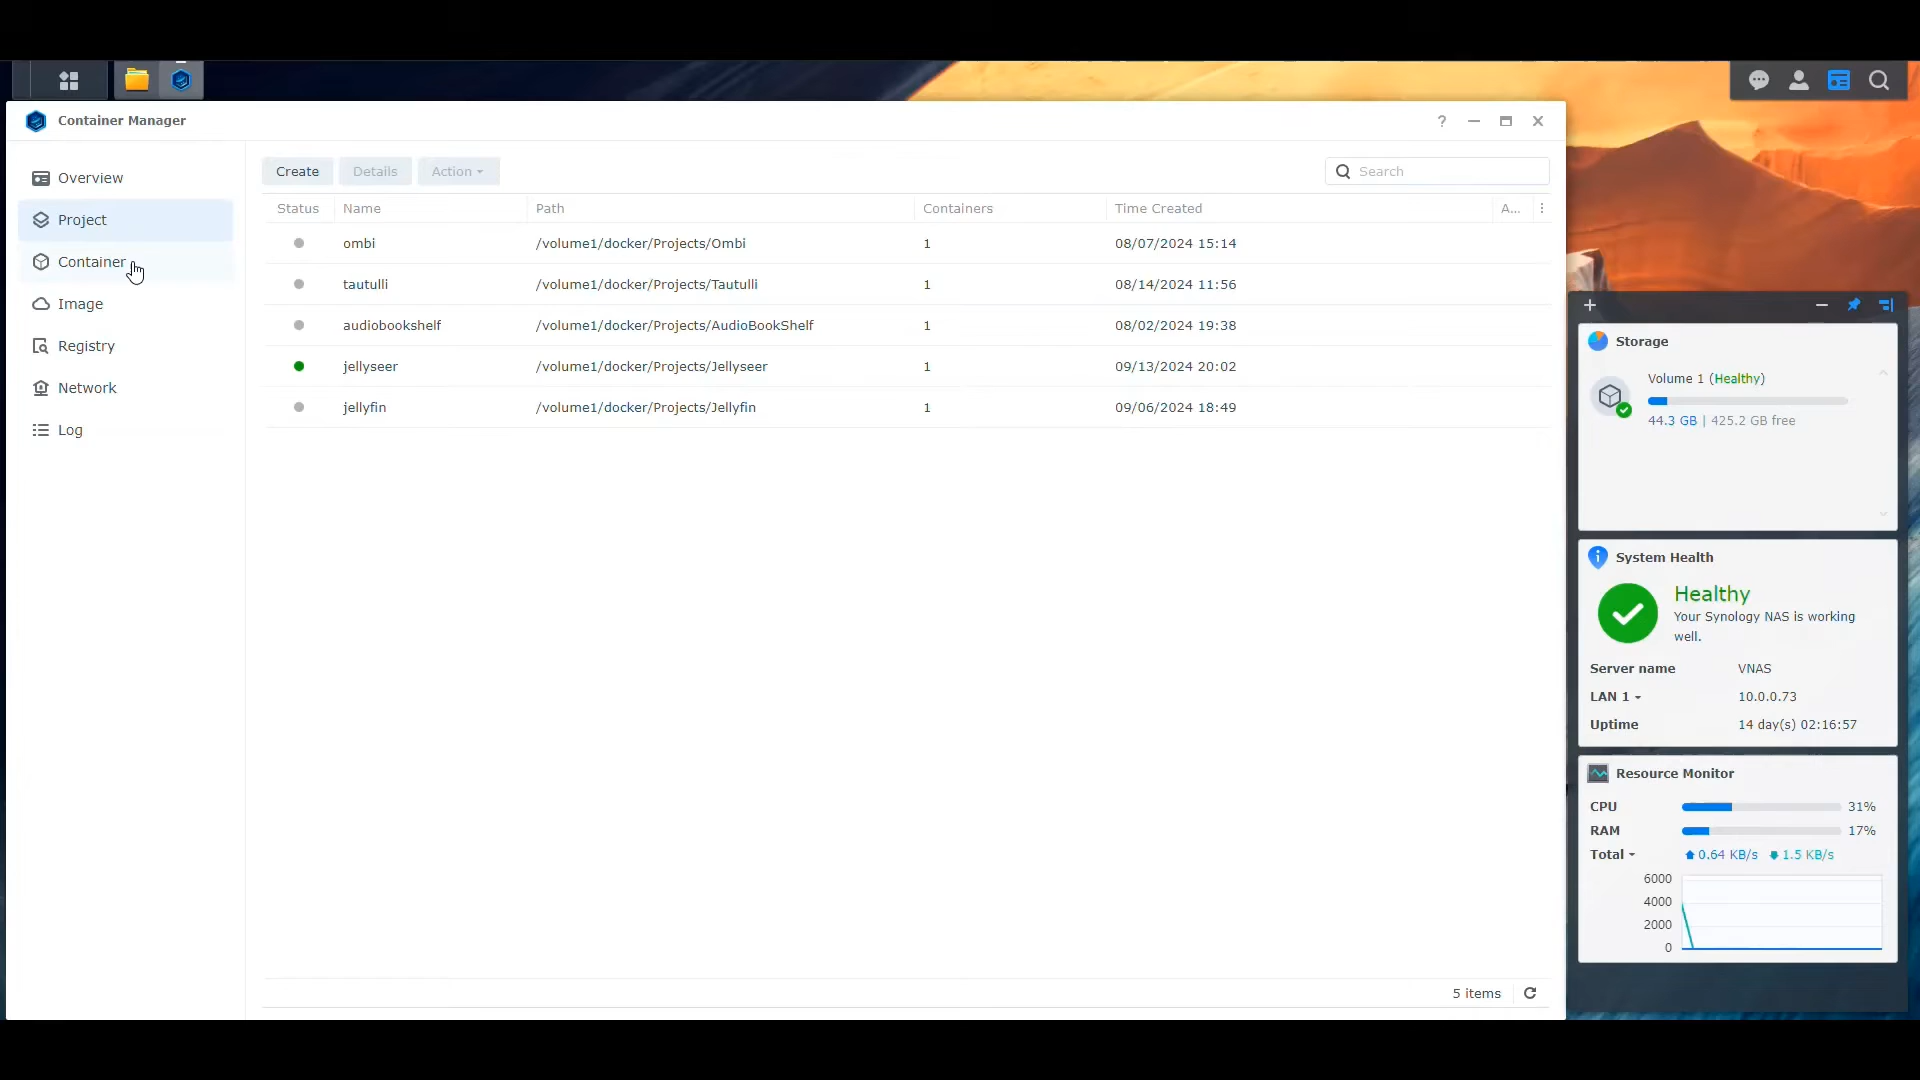 Container Manager
?
Overview
Project
Container
Image
Registry
Network
Log
Create
Details
Action
Search
Status Name Path Containers Time Created A...
ombi /volume1/docker/Projects/Ombi 1 08/07/2024 15:14
tautulli /volume1/docker/Projects/Tautulli 1 08/14/2024 11:56
audiobookshelf /volume1/docker/Projects/AudioBookShelf 1 08/02/2024 19:38
jellyseer /volume1/docker/Projects/Jellyseer 1 09/13/2024 20:02
jellyfin /volume1/docker/Projects/Jellyfin 1 09/06/2024 18:49
5 items
Storage
Volume 1 (Healthy)
44.3 GB | 425.2 GB free
System Health
Healthy
Your Synology NAS is working
well.
Server name VNAS
LAN 1 10.0.0.73
Uptime 14 day(s) 02:16:57
Resource Monitor
CPU 31%
RAM 17%
Total 0.64 KB/s 1.5 KB/s
6000
4000
2000
0